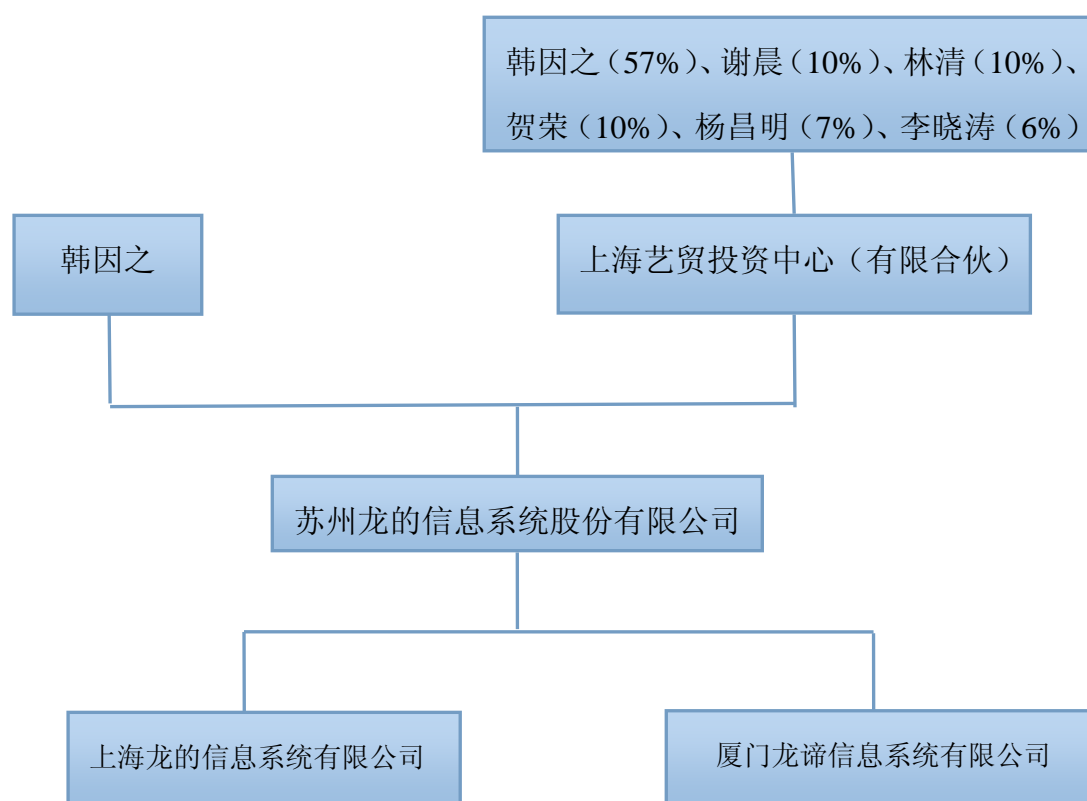 韩因之（57%）、谢晨（10%）、林清（10%）、
贺荣（10%）、杨昌明（7%）、李晓涛（6%）
韩因之
上海艺贸投资中心（有限合伙）
苏州龙的信息系统股份有限公司
上海龙的信息系统有限公司
厦门龙谛信息系统有限公司